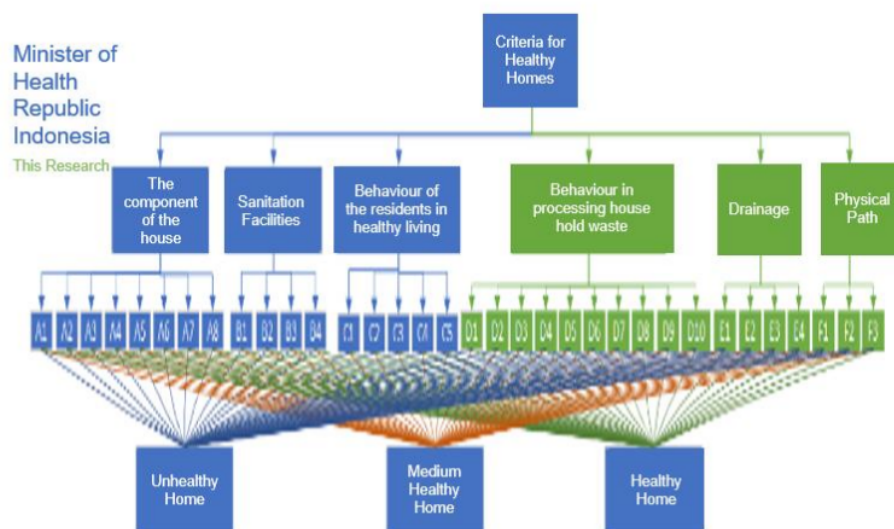 Criteria for
Healthy
Homes
Minister of
Health
Republic
Indonesia
This Research
The
component
of the
house
Sanitation
Facilities
Behaviour of
the residents in
healthy living
Behaviour in
processing house
hold waste
Drainage
Physical
Path
A1 A2 A3 A4 A5 A6 A7 A8 B1 B2 B3 B4 C1 C2 C3 C4 C5 D1 D2 D3 D4 D5 D6 D7 D8 D9 D10 E1 E2 E3 E4 F1 F2 F3
Unhealthy
Home
Medium
Healthy
Home
Healthy
Home